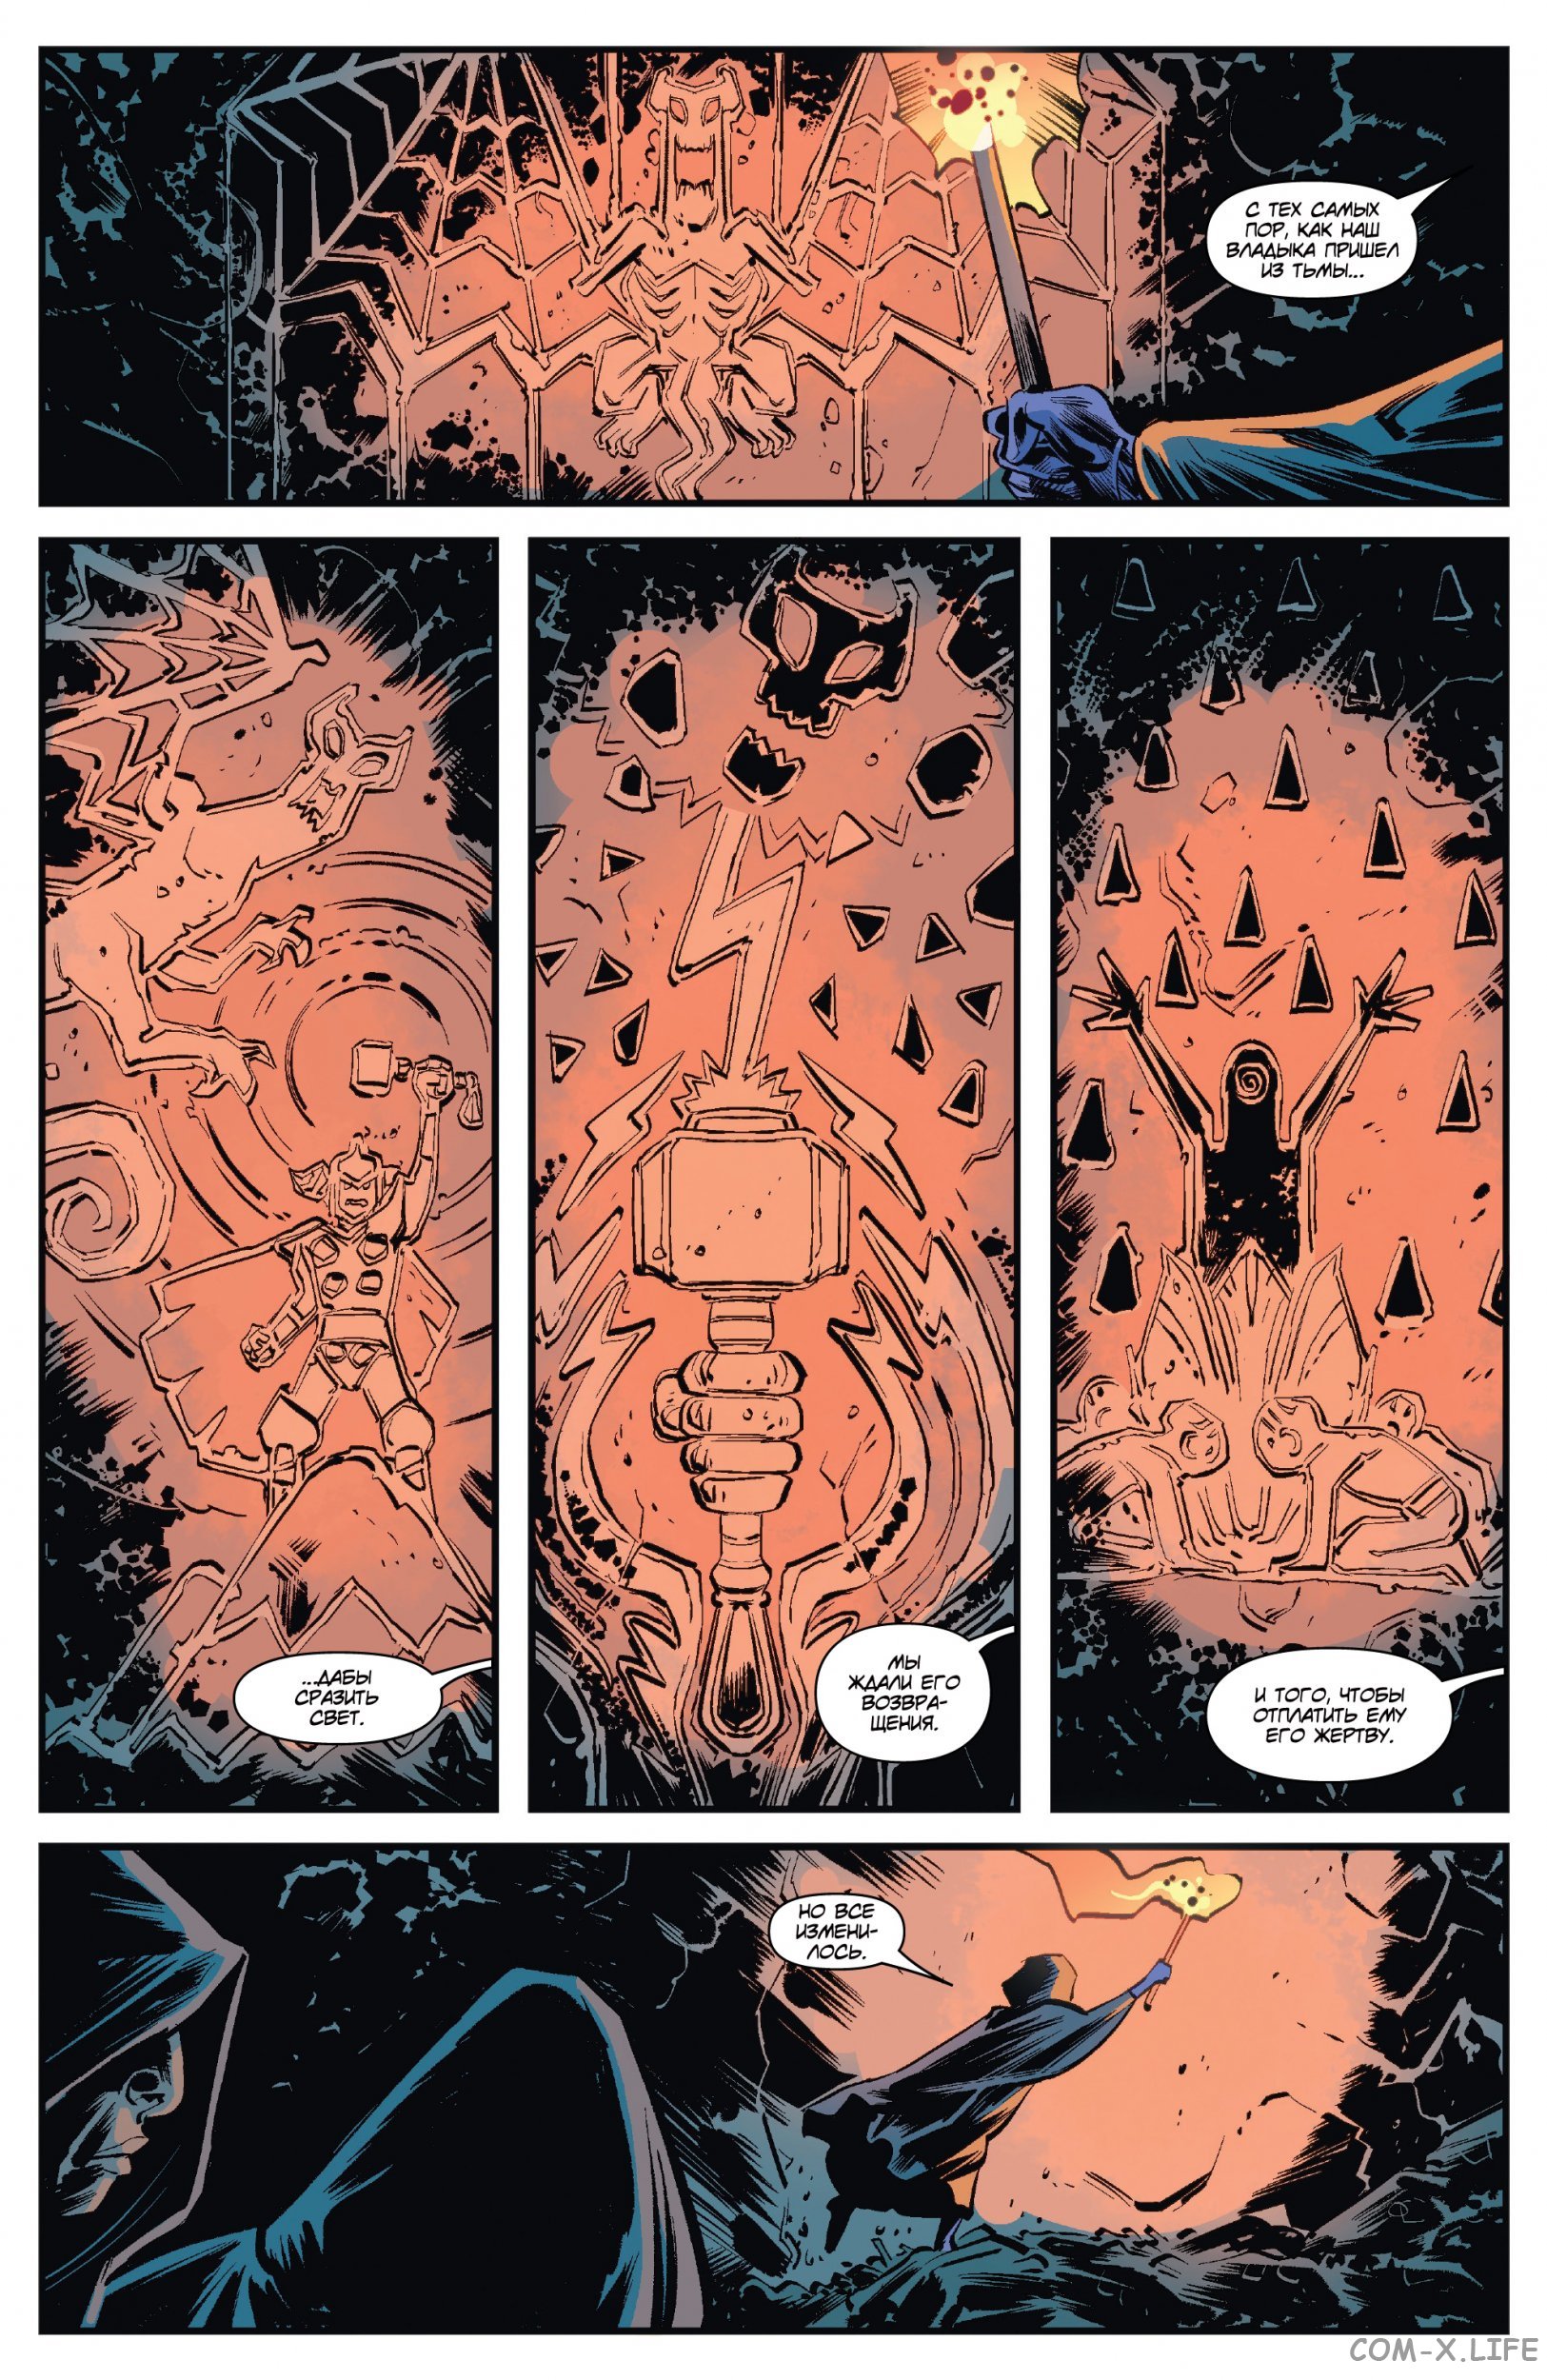 С ТЕХ САМЫХ
ПОР, КАК НАШ
ВЛАДЫКА ПРИШЕЛ
ИЗ ТЬМЫ...
...ДАБЫ
СРАЗИТЬ
СВЕТ.
МЫ
ЖДАЛИ ЕГО
ВОЗВРА-
ЩЕНИЯ.
И ТОГО, ЧТОБЫ
ОТПЛАТИТЬ ЕМУ
ЕГО ЖЕРТВУ.
НО ВСЕ
ИЗМЕНИ-
ЛОСЬ.
COM-X.LIFE